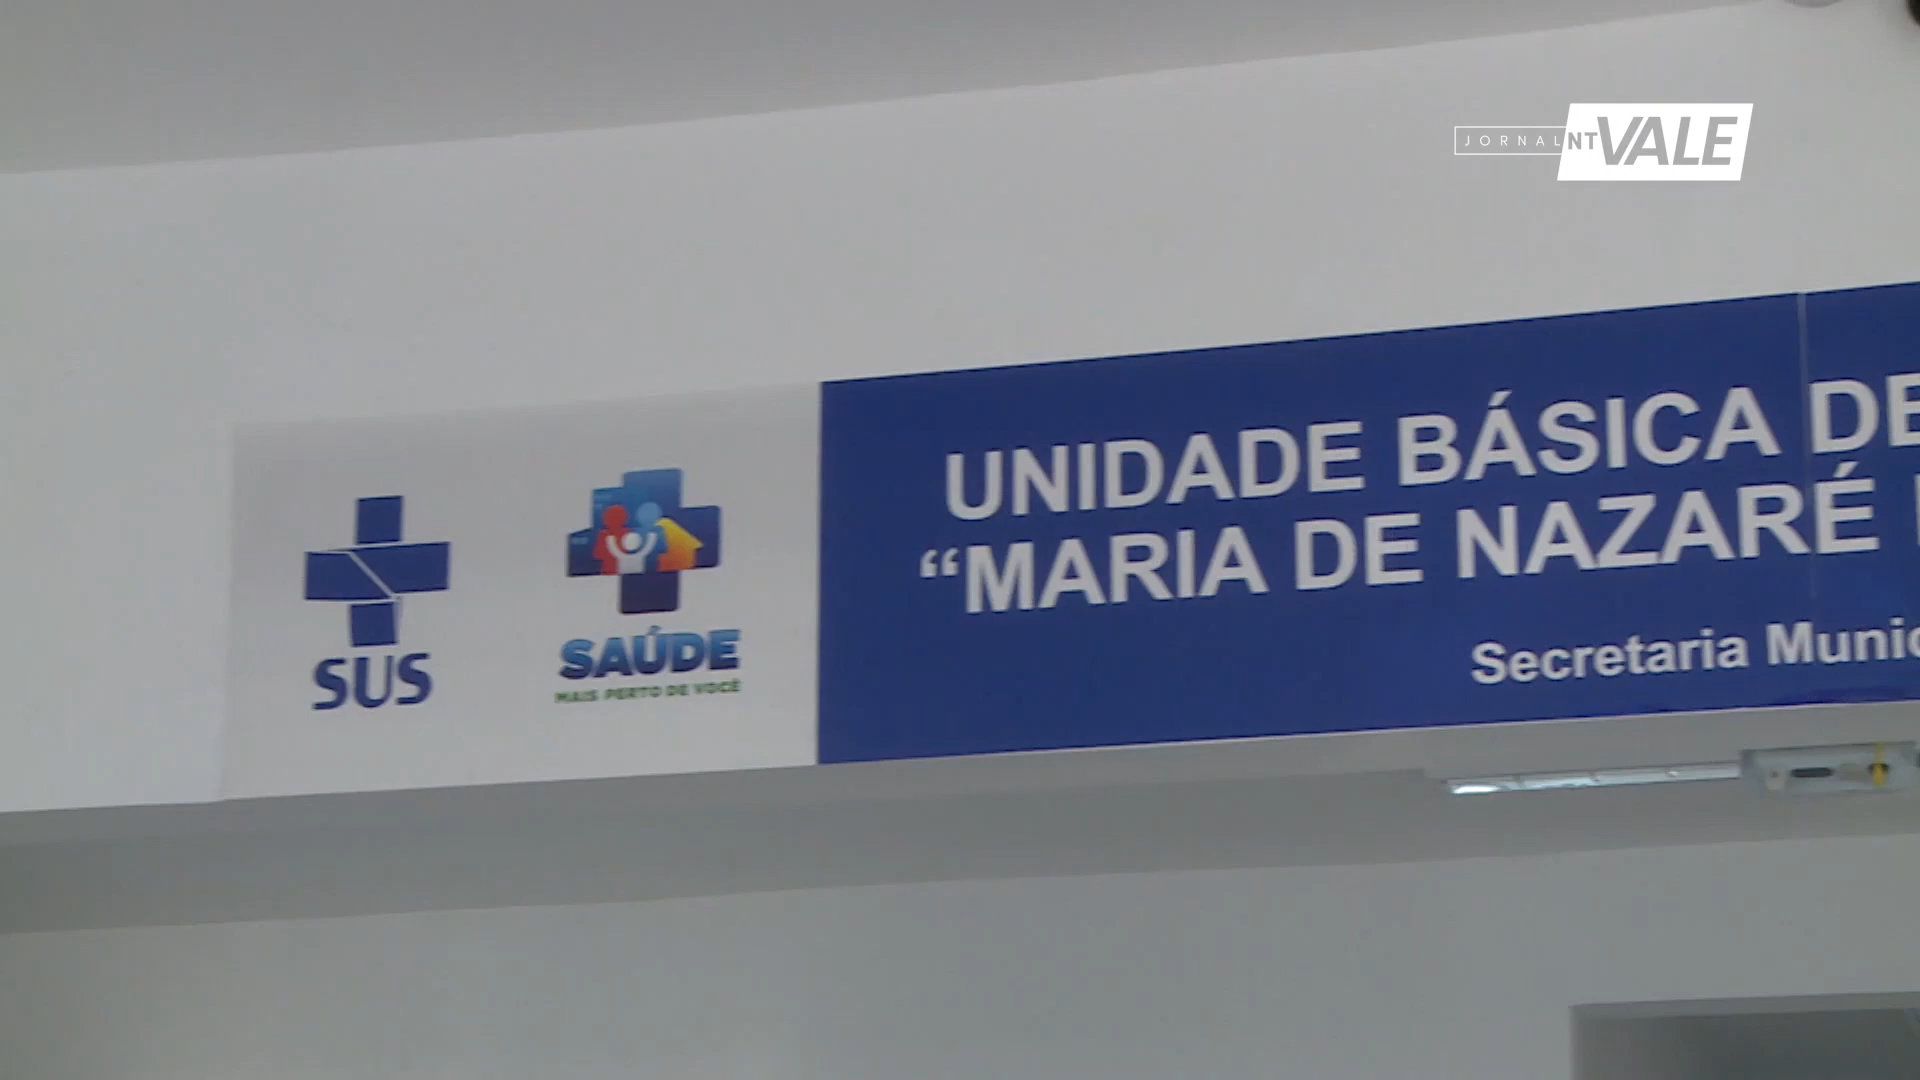 JORNAL NT VALE
UNIDADE BÁSICA DE
“MARIA DE NAZARÉ
Secretaria Munic
SUS
SAÚDE
MAIS PERTO DE VOCÊ